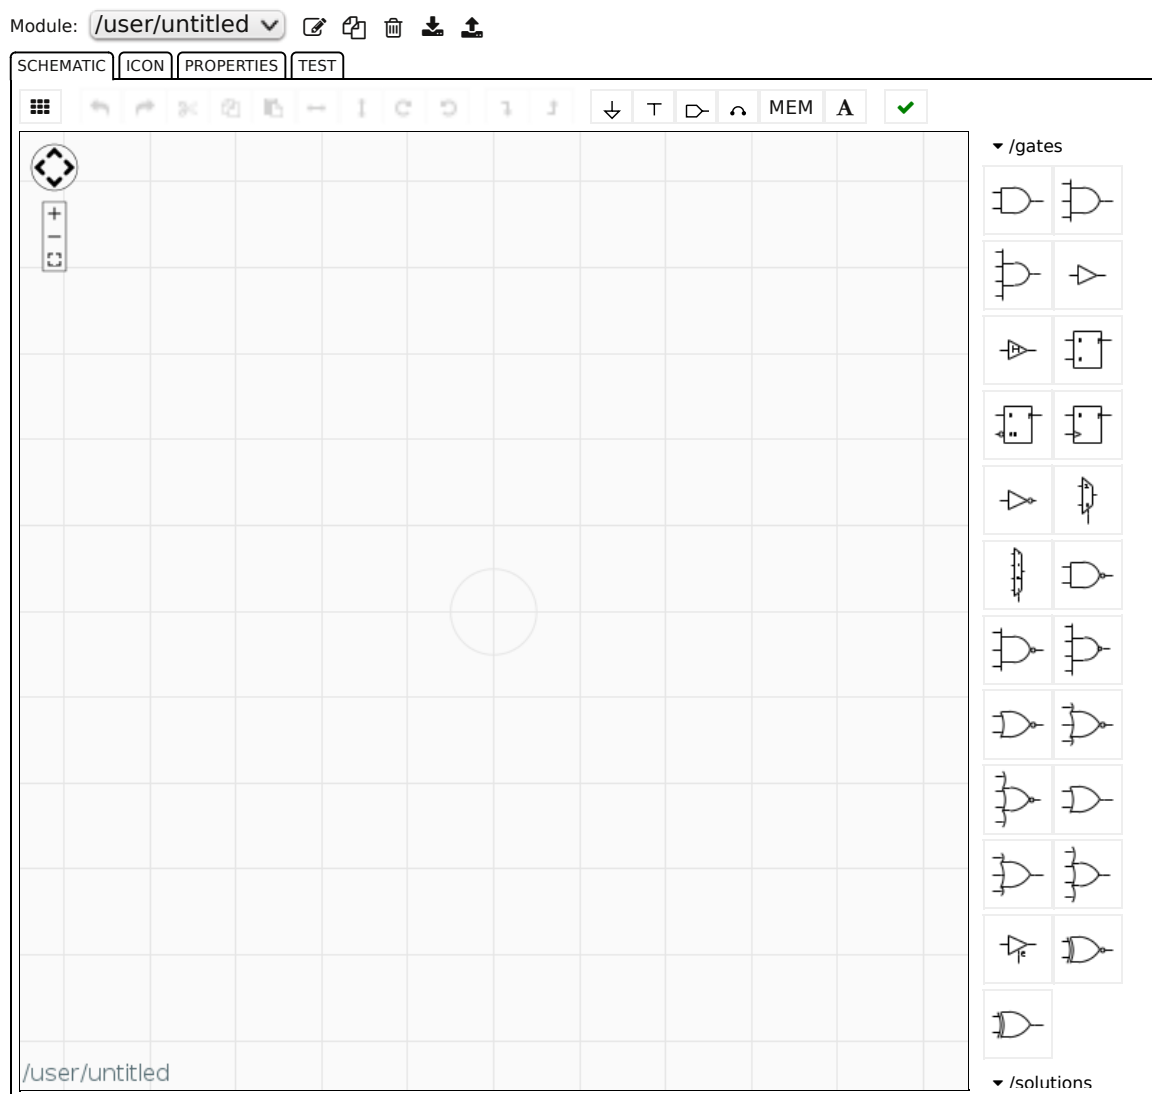 Module: /user/untitled
SCHEMATIC ICON PROPERTIES TEST
MEM A
/gates
/user/untitled
/solutions